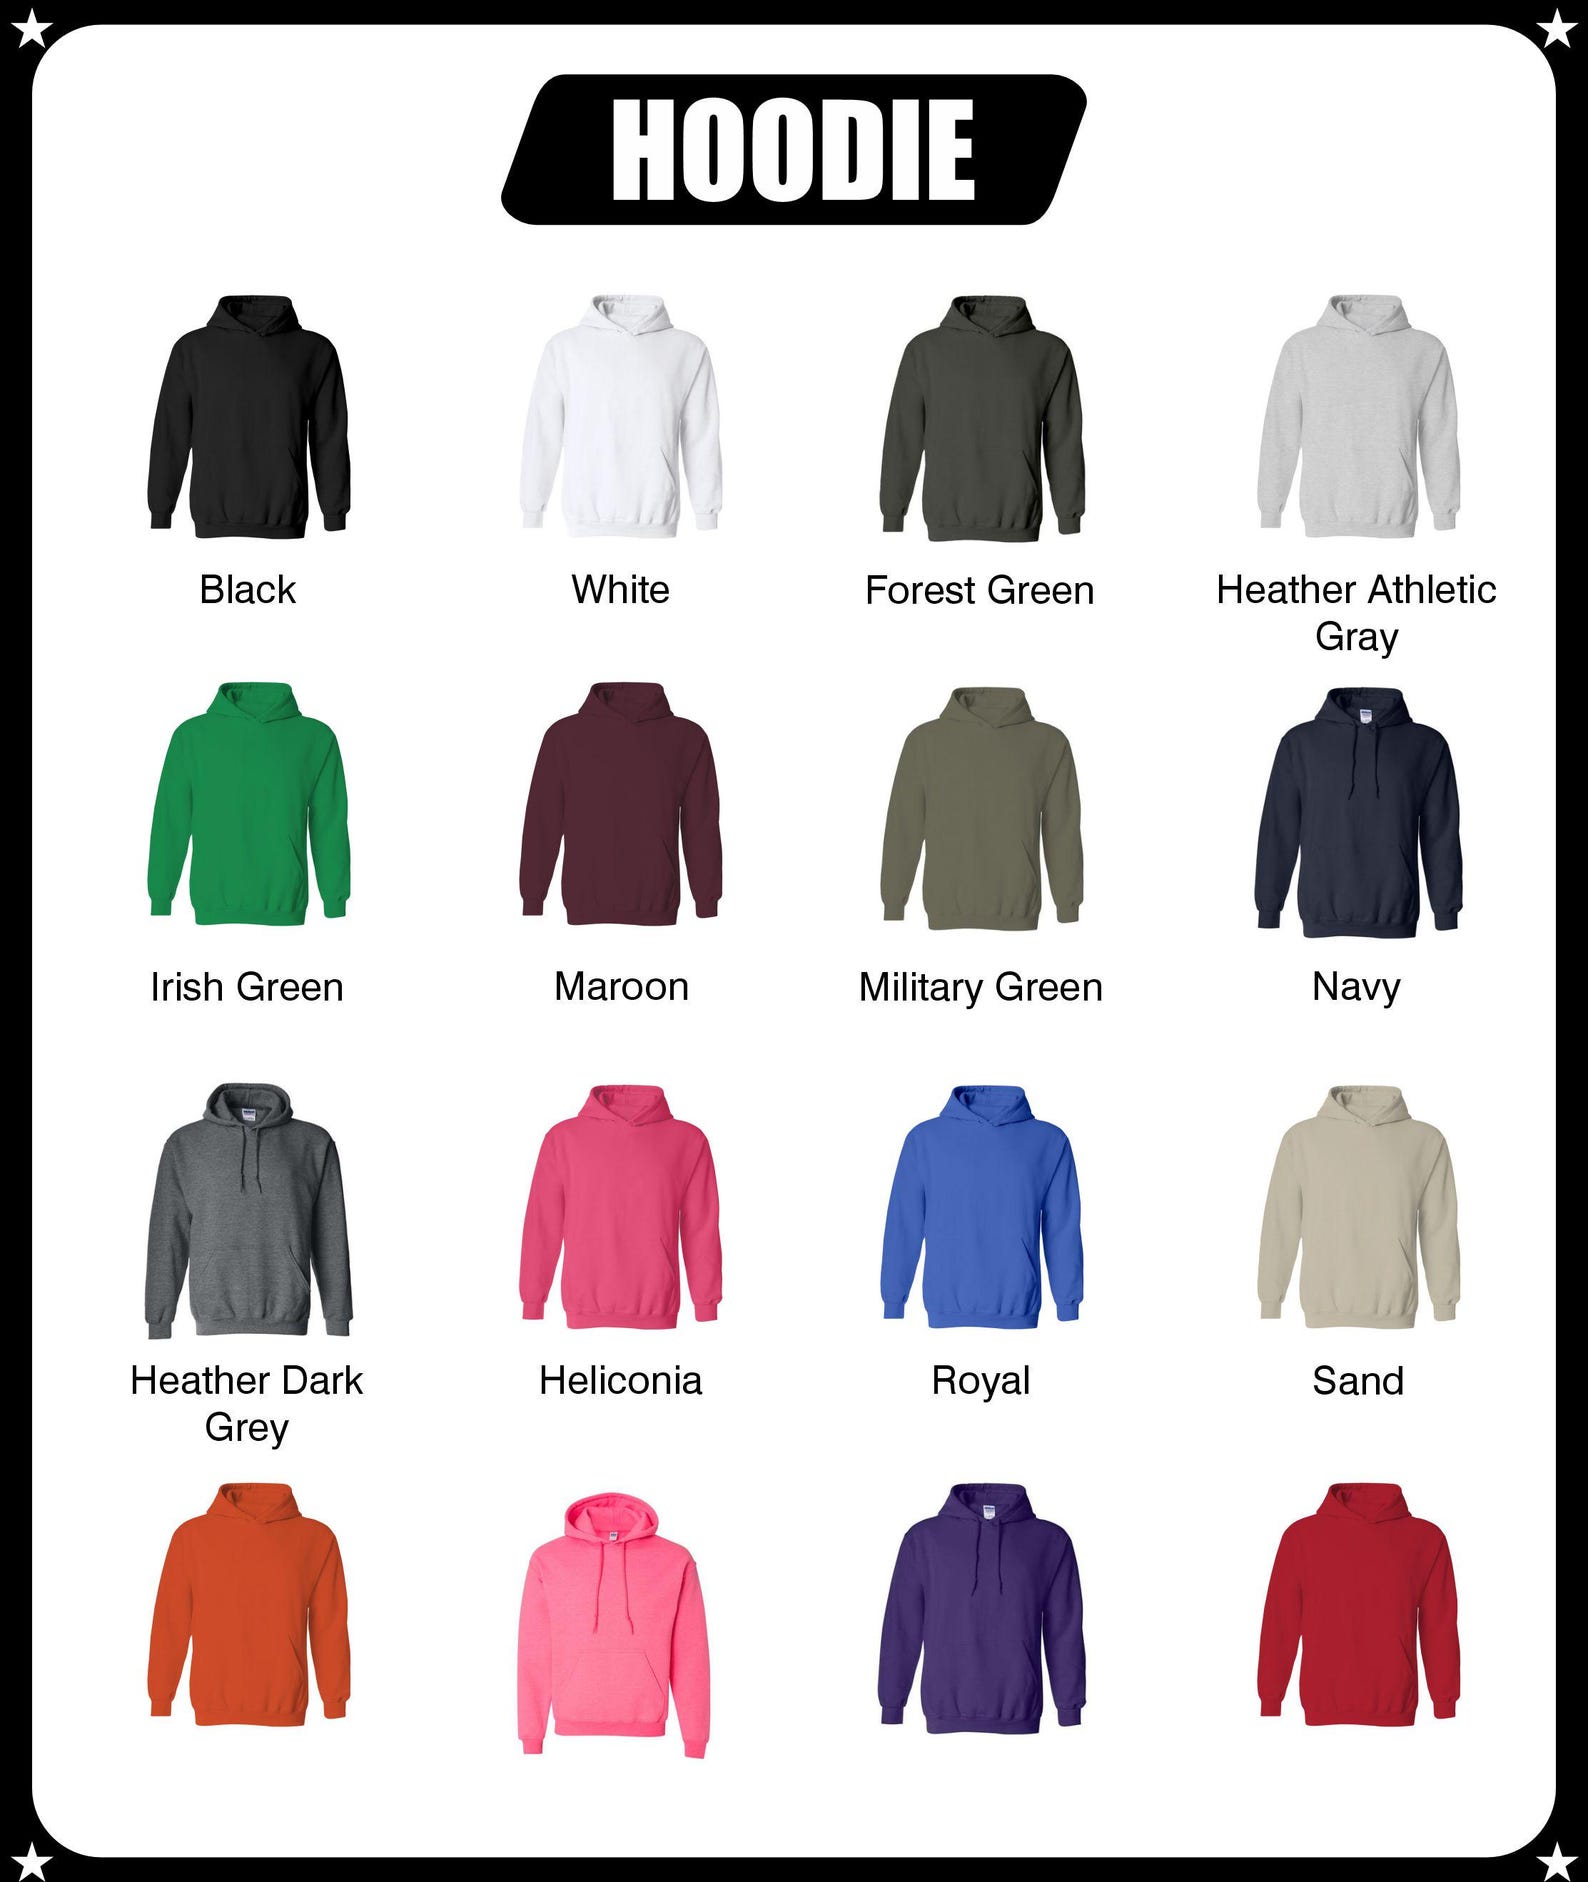 HOODIE
Black
White
Forest Green
Heather Athletic
Gray
Irish Green
Maroon
Military Green
Navy
Heather Dark
Grey
Heliconia
Royal
Sand